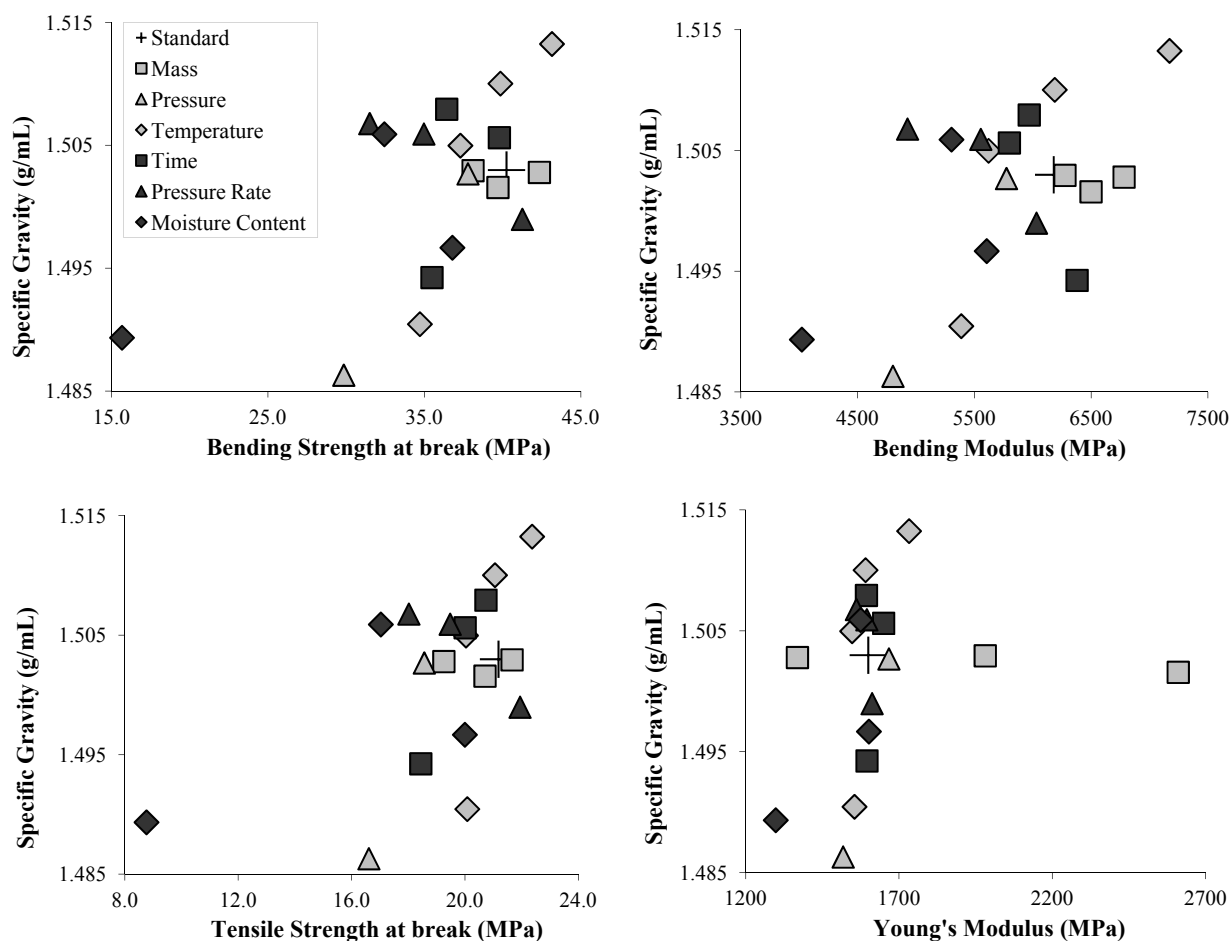 1.515
1.505
1.495
1.485
Specific Gravity (g/mL)
Standard
Mass
Pressure
Temperature
Time
Pressure Rate
Moisture Content
15.0 25.0 35.0 45.0
Bending Strength at break (MPa)
1.515
1.505
1.495
1.485
Specific Gravity (g/mL)
3500 4500 5500 6500 7500
Bending Modulus (MPa)
1.515
1.505
1.495
1.485
Specific Gravity (g/mL)
8.0 12.0 16.0 20.0 24.0
Tensile Strength at break (MPa)
1.515
1.505
1.495
1.485
Specific Gravity (g/mL)
1200 1700 2200 2700
Young's Modulus (MPa)